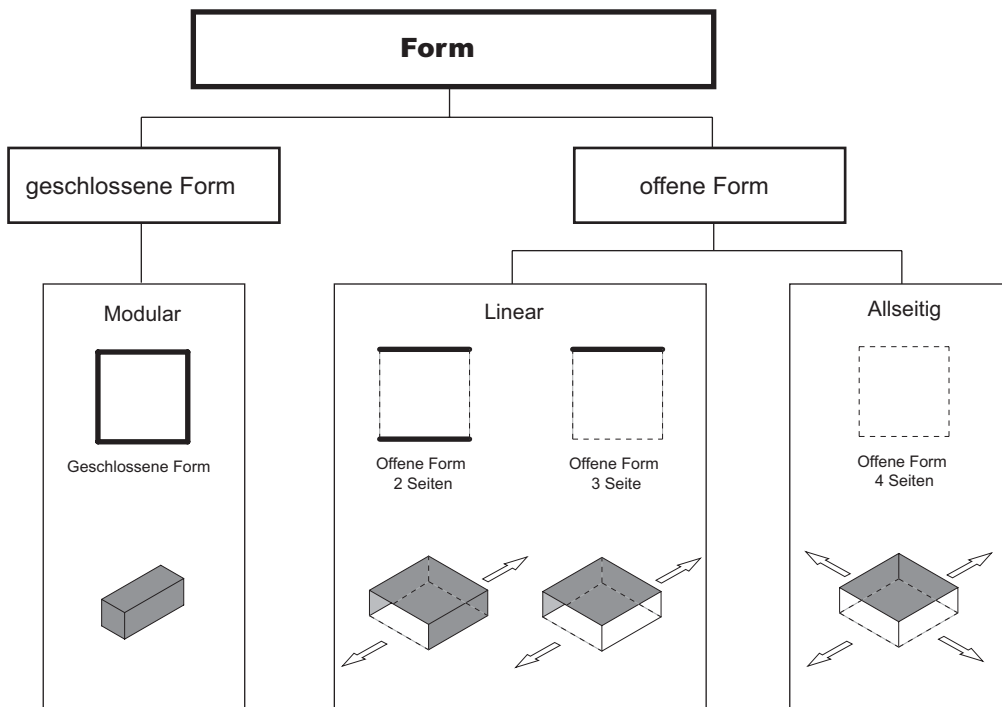 Form
geschlossene Form
offene Form
Modular
Geschlossene Form
Linear
Offene Form
2 Seiten
Offene Form
3 Seite
Allseitig
Offene Form
4 Seiten